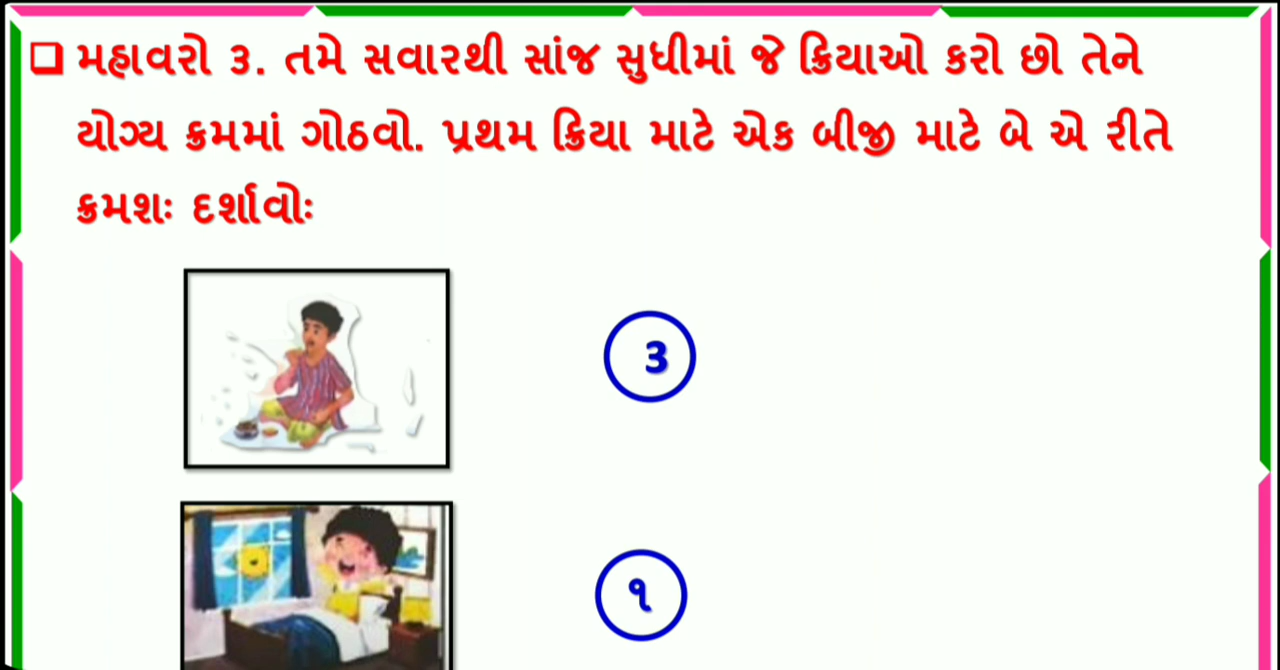 ❑ મહાવરો ૩. તમે સવારથી સાંજ સુધીમાં જે ક્રિયાઓ કરો છો તેને
યોગ્ય ક્રમમાં ગોઠવો. પ્રથમ ક્રિયા માટે એક બીજી માટે બે એ રીતે
ક્રમશઃ દર્શાવોઃ
૩
૧